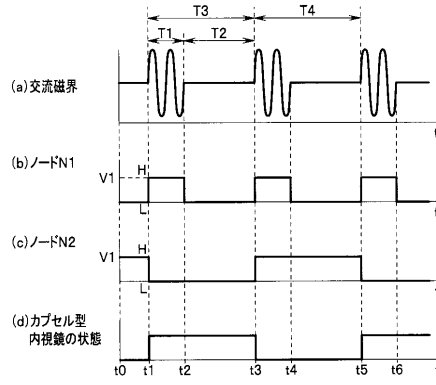 T3 T4
T1 T2
(a)交流磁界
t
(b)ノードN1
H
V1
L
t
(c)ノードN2
H
V1
L
(d)カプセル型
内視鏡の状態
t0 t1 t2 t3 t4 t5 t6